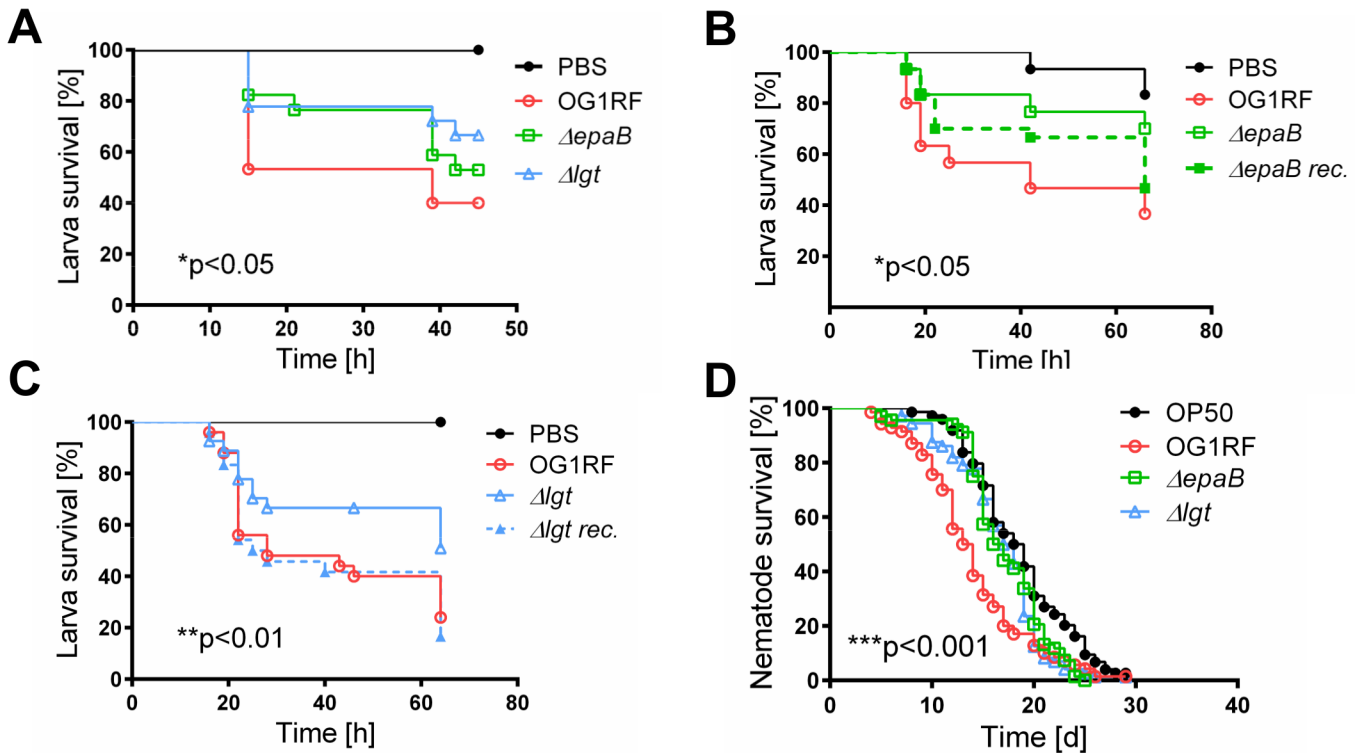 A
Larva survival [%]
100
80
60
40
20
0
0 10 20 30 40 50
Time [h]
*p<0.05
PBS
OG1RF
ΔepaB
Δlgt
B
Larva survival [%]
100
80
60
40
20
0 20 40 60 80
Time [h]
*p<0.05
PBS
OG1RF
ΔepaB
ΔepaB rec.
C
Larva survival [%]
100
80
60
40
20
0
0 20 40 60 80
Time [h]
**p<0.01
PBS
OG1RF
Δlgt
Δlgt rec.
D
Nematode survival [%]
100
80
60
40
20
0
0 10 20 30 40
Time [d]
***p<0.001
OP50
OG1RF
ΔepaB
Δlgt